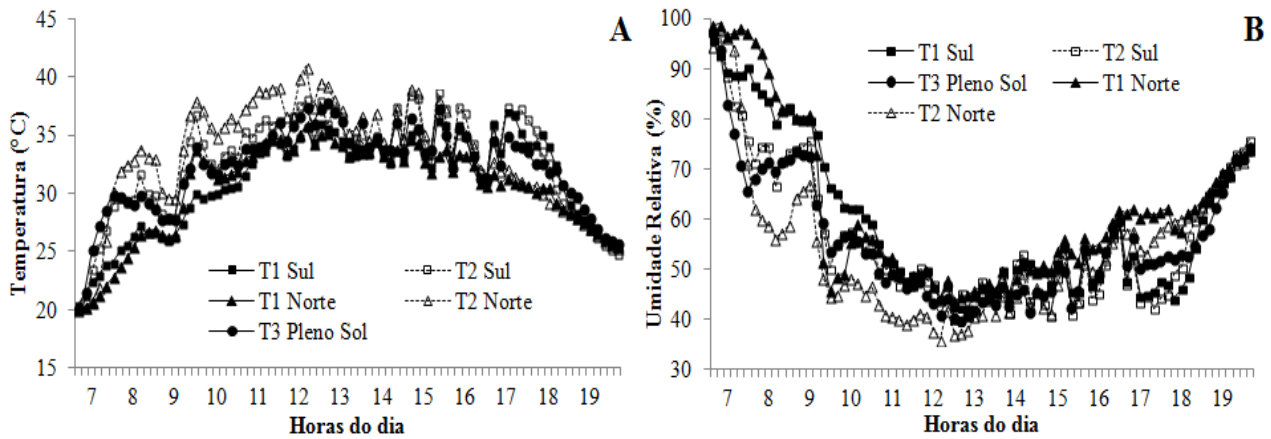 A
Temperatura (°C)
45
40
35
30
25
20
15
T1 Sul
T2 Sul
T1 Norte
T2 Norte
T3 Pleno Sol
7 8 9 10 11 12 13 14 15 16 17 18 19
Horas do dia
B
Umidade Relativa (%)
100
90
80
70
60
50
40
30
T1 Sul
T2 Sul
T3 Pleno Sol
T1 Norte
T2 Norte
7 8 9 10 11 12 13 14 15 16 17 18 19
Horas do dia